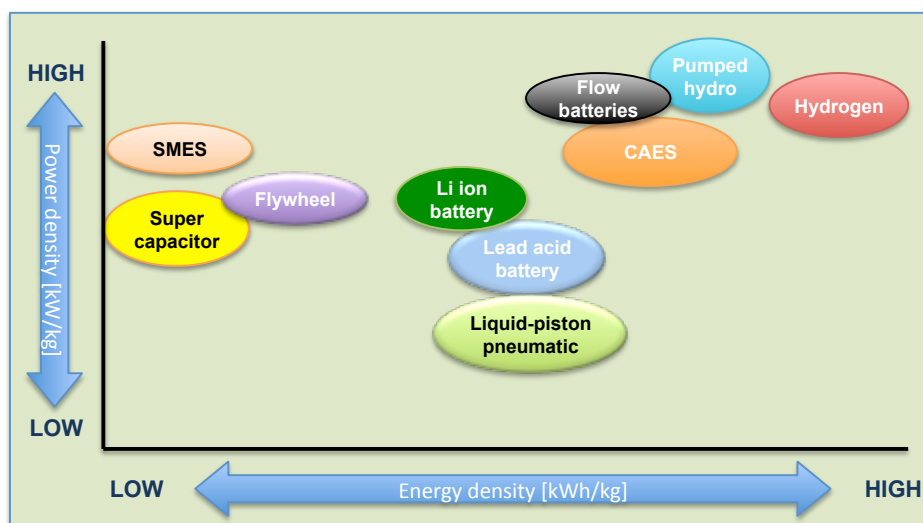 HIGH
Power density [kW/kg]
LOW
SMES
Super
capacitor
Flywheel
Li ion
battery
Lead acid
battery
Liquid-piston
pneumatic
Flow
batteries
Pumped
hydro
CAES
Hydrogen
LOW
Energy density [kWh/kg]
HIGH